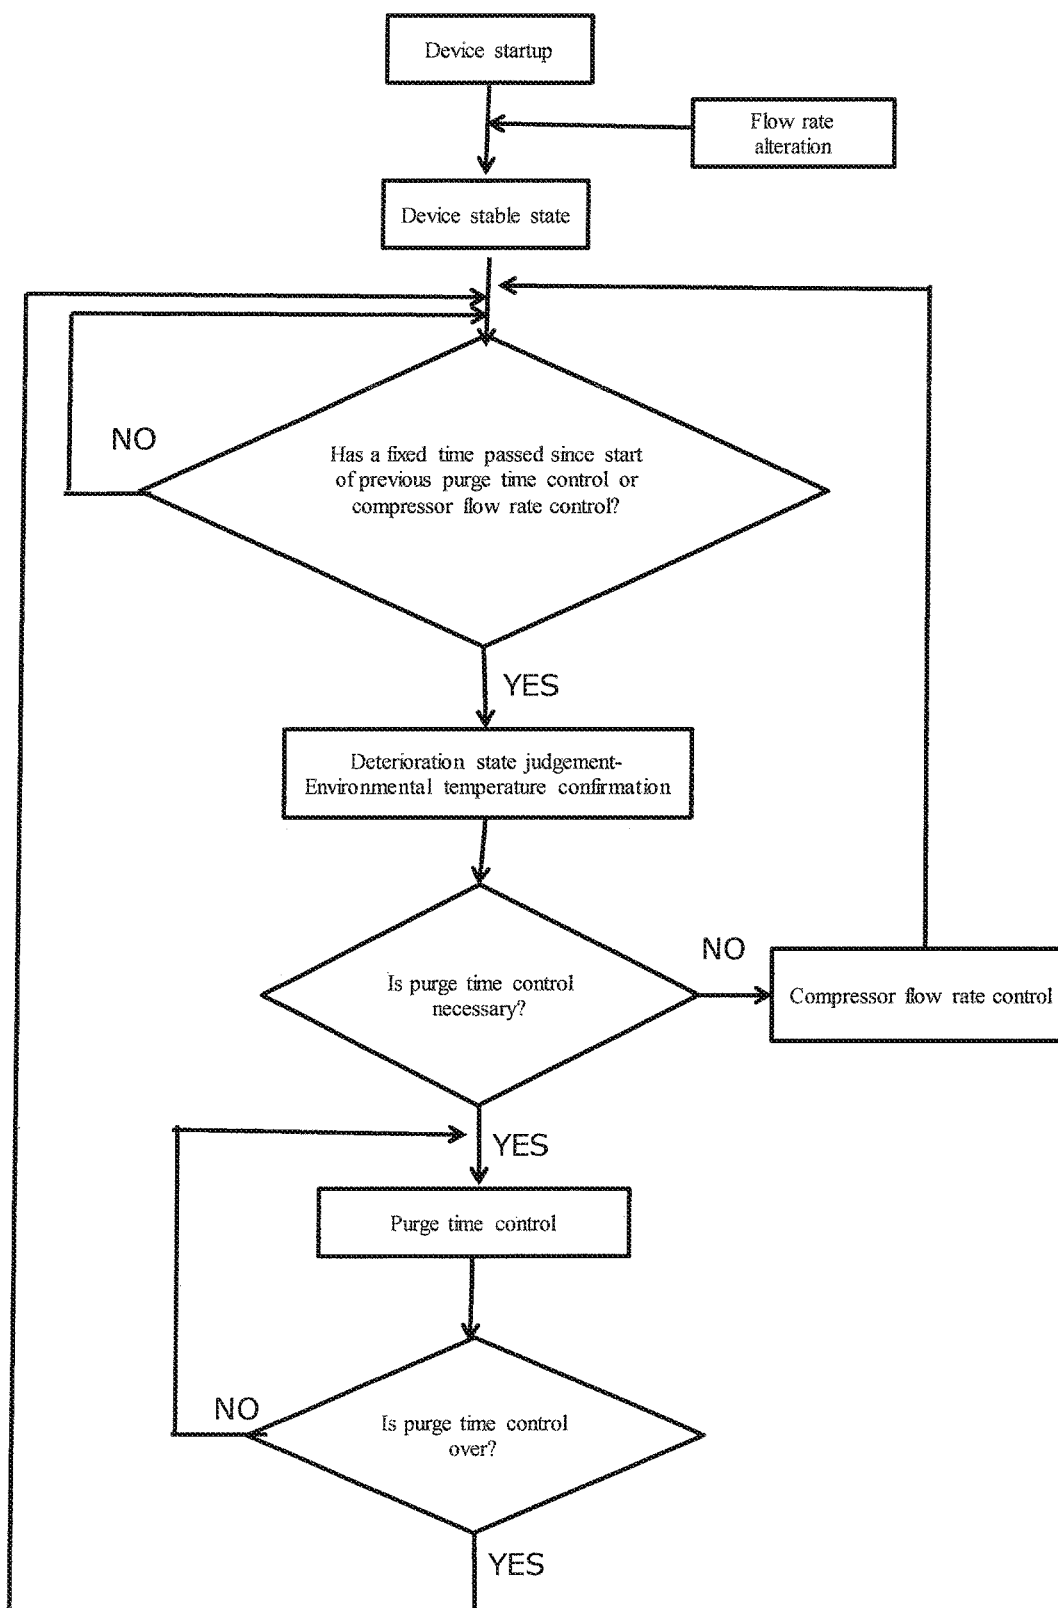 Device startup
Flow rate
alteration
Device stable state
NO
Has a fixed time passed since start
of previous purge time control or
compressor flow rate control?
YES
Deterioration state judgement-
Environmental temperature confirmation
NO
Is purge time control
necessary?
Compressor flow rate control
YES
Purge time control
NO
Is purge time control
over?
YES